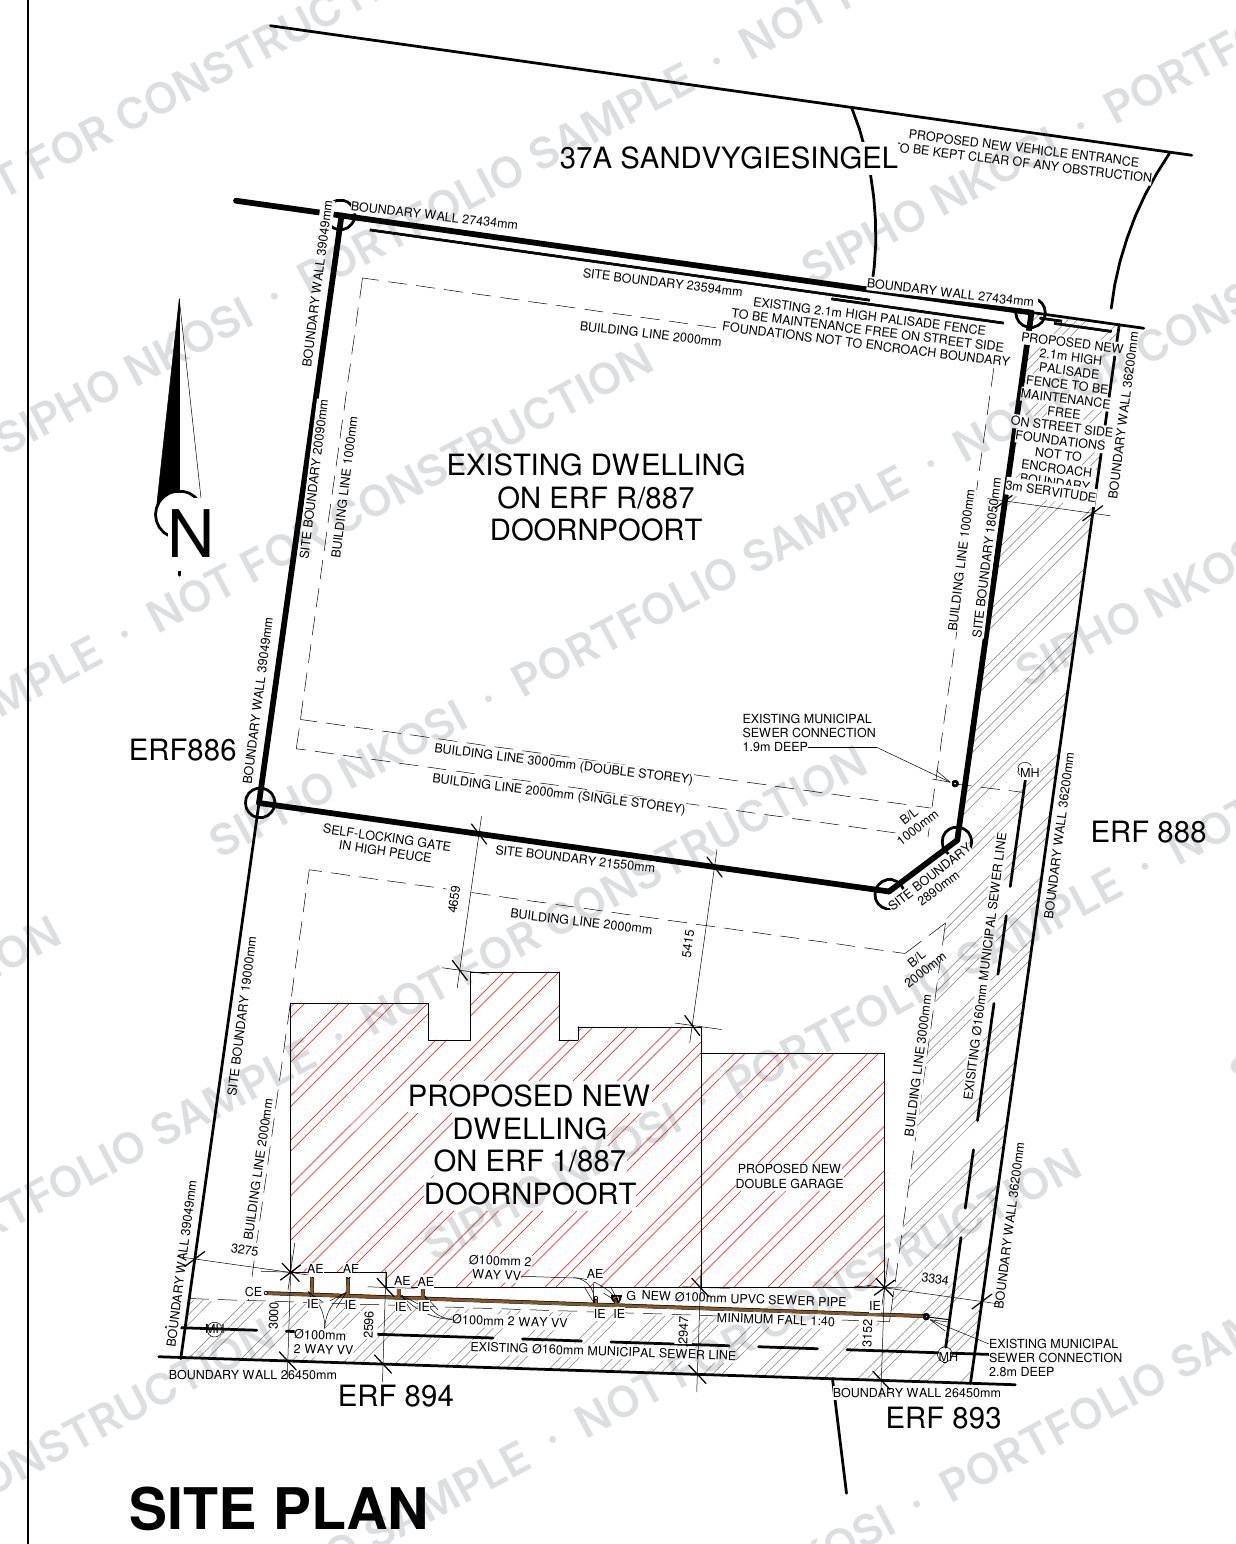 37A SANDVYGIESINGEL
PROPOSED NEW VEHICLE ENTRANCE
O BE KEPT CLEAR OF ANY OBSTRUCTION
BOUNDARY WALL 27434mm
BOUNDARY WALL 39049mm
SITE BOUNDARY 23594mm
BOUNDARY WALL 27434mm
EXISTING 2.1m HIGH PALISADE FENCE
TO BE MAINTENANCE FREE ON STREET SIDE
FOUNDATIONS NOT TO ENCROACH BOUNDARY
BUILDING LINE 2000mm
PROPOSED NEW
2.1m HIGH
PALISADE
FENCE TO BE
MAINTENANCE
FREE
ON STREET SIDE
FOUNDATIONS
NOT TO
ENCROACH
BOUNDARY
3m SERVITUDE
BOUNDARY WALL 36200mm
SITE BOUNDARY 20090mm
BUILDING LINE 1000mm
EXISTING DWELLING
ON ERF R/887
DOORNPOORT
BUILDING LINE 1000mm
SITE BOUNDARY 18050mm
N
BOUNDARY WALL 39049mm
ERF886
EXISTING MUNICIPAL
SEWER CONNECTION
1.9m DEEP
BUILDING LINE 3000mm (DOUBLE STOREY)
BUILDING LINE 2000mm (SINGLE STOREY)
B/L
1000mm
MH
BOUNDARY WALL 36200mm
ERF 888
SELF-LOCKING GATE
IN HIGH PEUCE
SITE BOUNDARY 21550mm
SITE BOUNDARY
2890mm
4659
5415
BUILDING LINE 2000mm
B/L
2000mm
EXISITING Ø160mm MUNICIPAL SEWER LINE
SITE BOUNDARY 19000mm
BUILDING LINE 3000mm
BUILDING LINE 2000mm
PROPOSED NEW
DWELLING
ON ERF 1/887
DOORNPOORT
PROPOSED NEW
DOUBLE GARAGE
BOUNDARY WALL 36200mm
BOUNDARY WALL 39049mm
3275
AE
AE
AE
AE
Ø100mm 2
WAY VV
AE
3334
CE
IE
IE
IE
IE
IE
IE
G
NEW Ø100mm UPVC SEWER PIPE
IE
MINIMUM FALL 1:40
3000
2596
2947
3152
MH
Ø100mm
2 WAY VV
Ø100mm 2 WAY VV
EXISTING Ø160mm MUNICIPAL SEWER LINE
MH
EXISTING MUNICIPAL
SEWER CONNECTION
2.8m DEEP
BOUNDARY WALL 26450mm
BOUNDARY WALL 26450mm
ERF 894
ERF 893
SITE PLAN
SIPHO NKOSI · PORTFOLIO SAMPLE · NOT FOR CONSTRUCTION